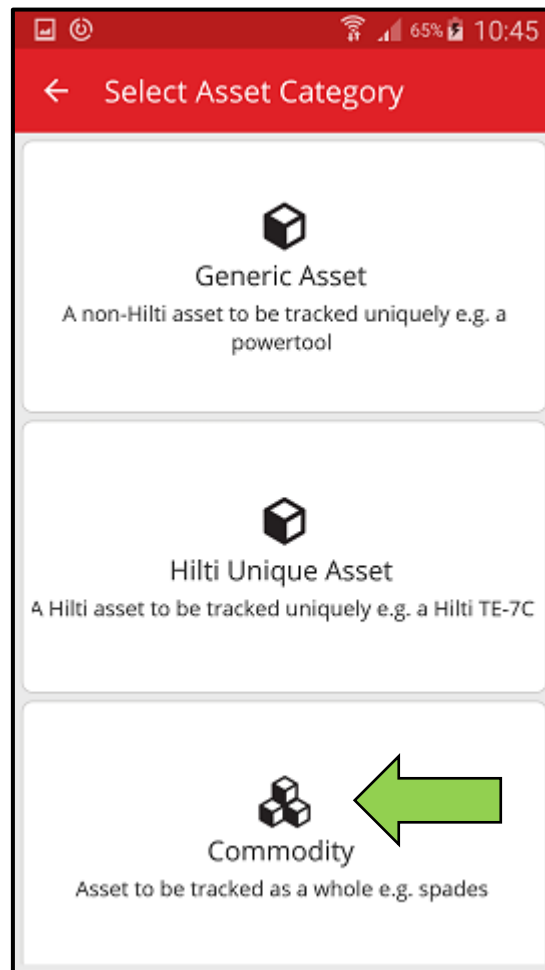 65% 10:45
Select Asset Category
Generic Asset
A non-Hilti asset to be tracked uniquely e.g. a
powertool
Hilti Unique Asset
A Hilti asset to be tracked uniquely e.g. a Hilti TE-7C
Commodity
Asset to be tracked as a whole e.g. spades